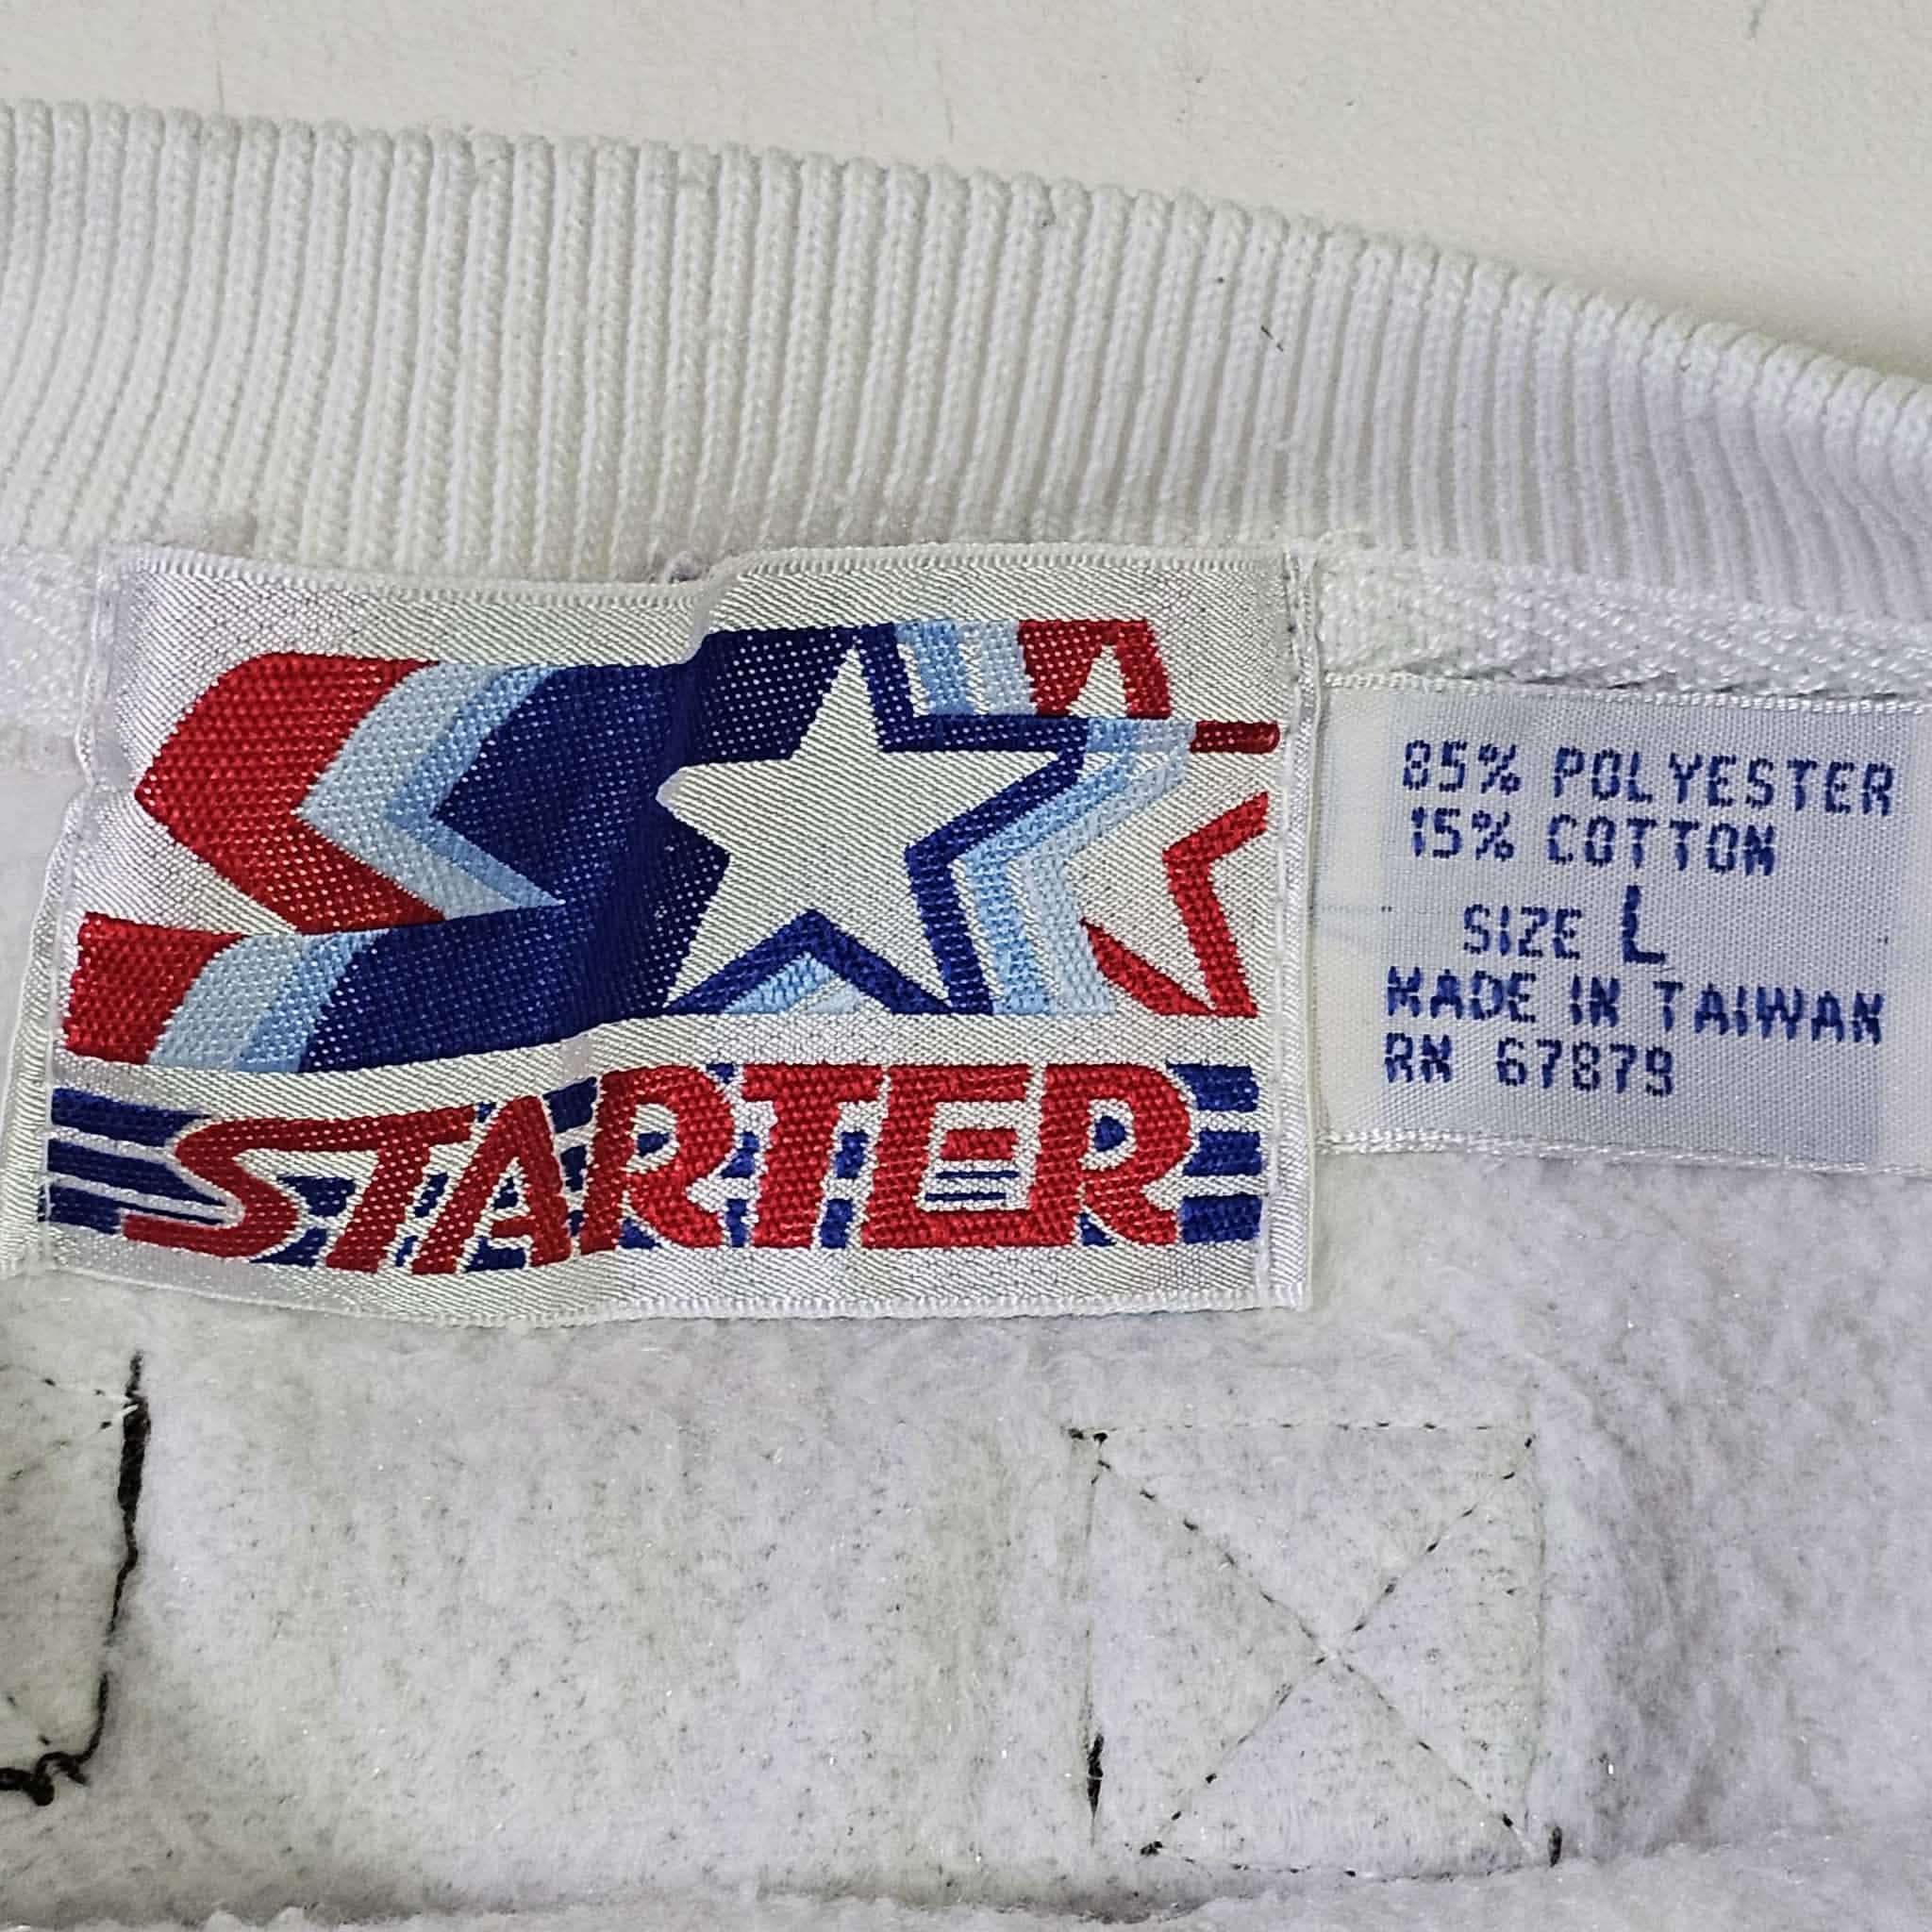 STARTER
85% POLYESTER
15% COTTON
SIZE L
MADE IN TAIWAN
RN 67879